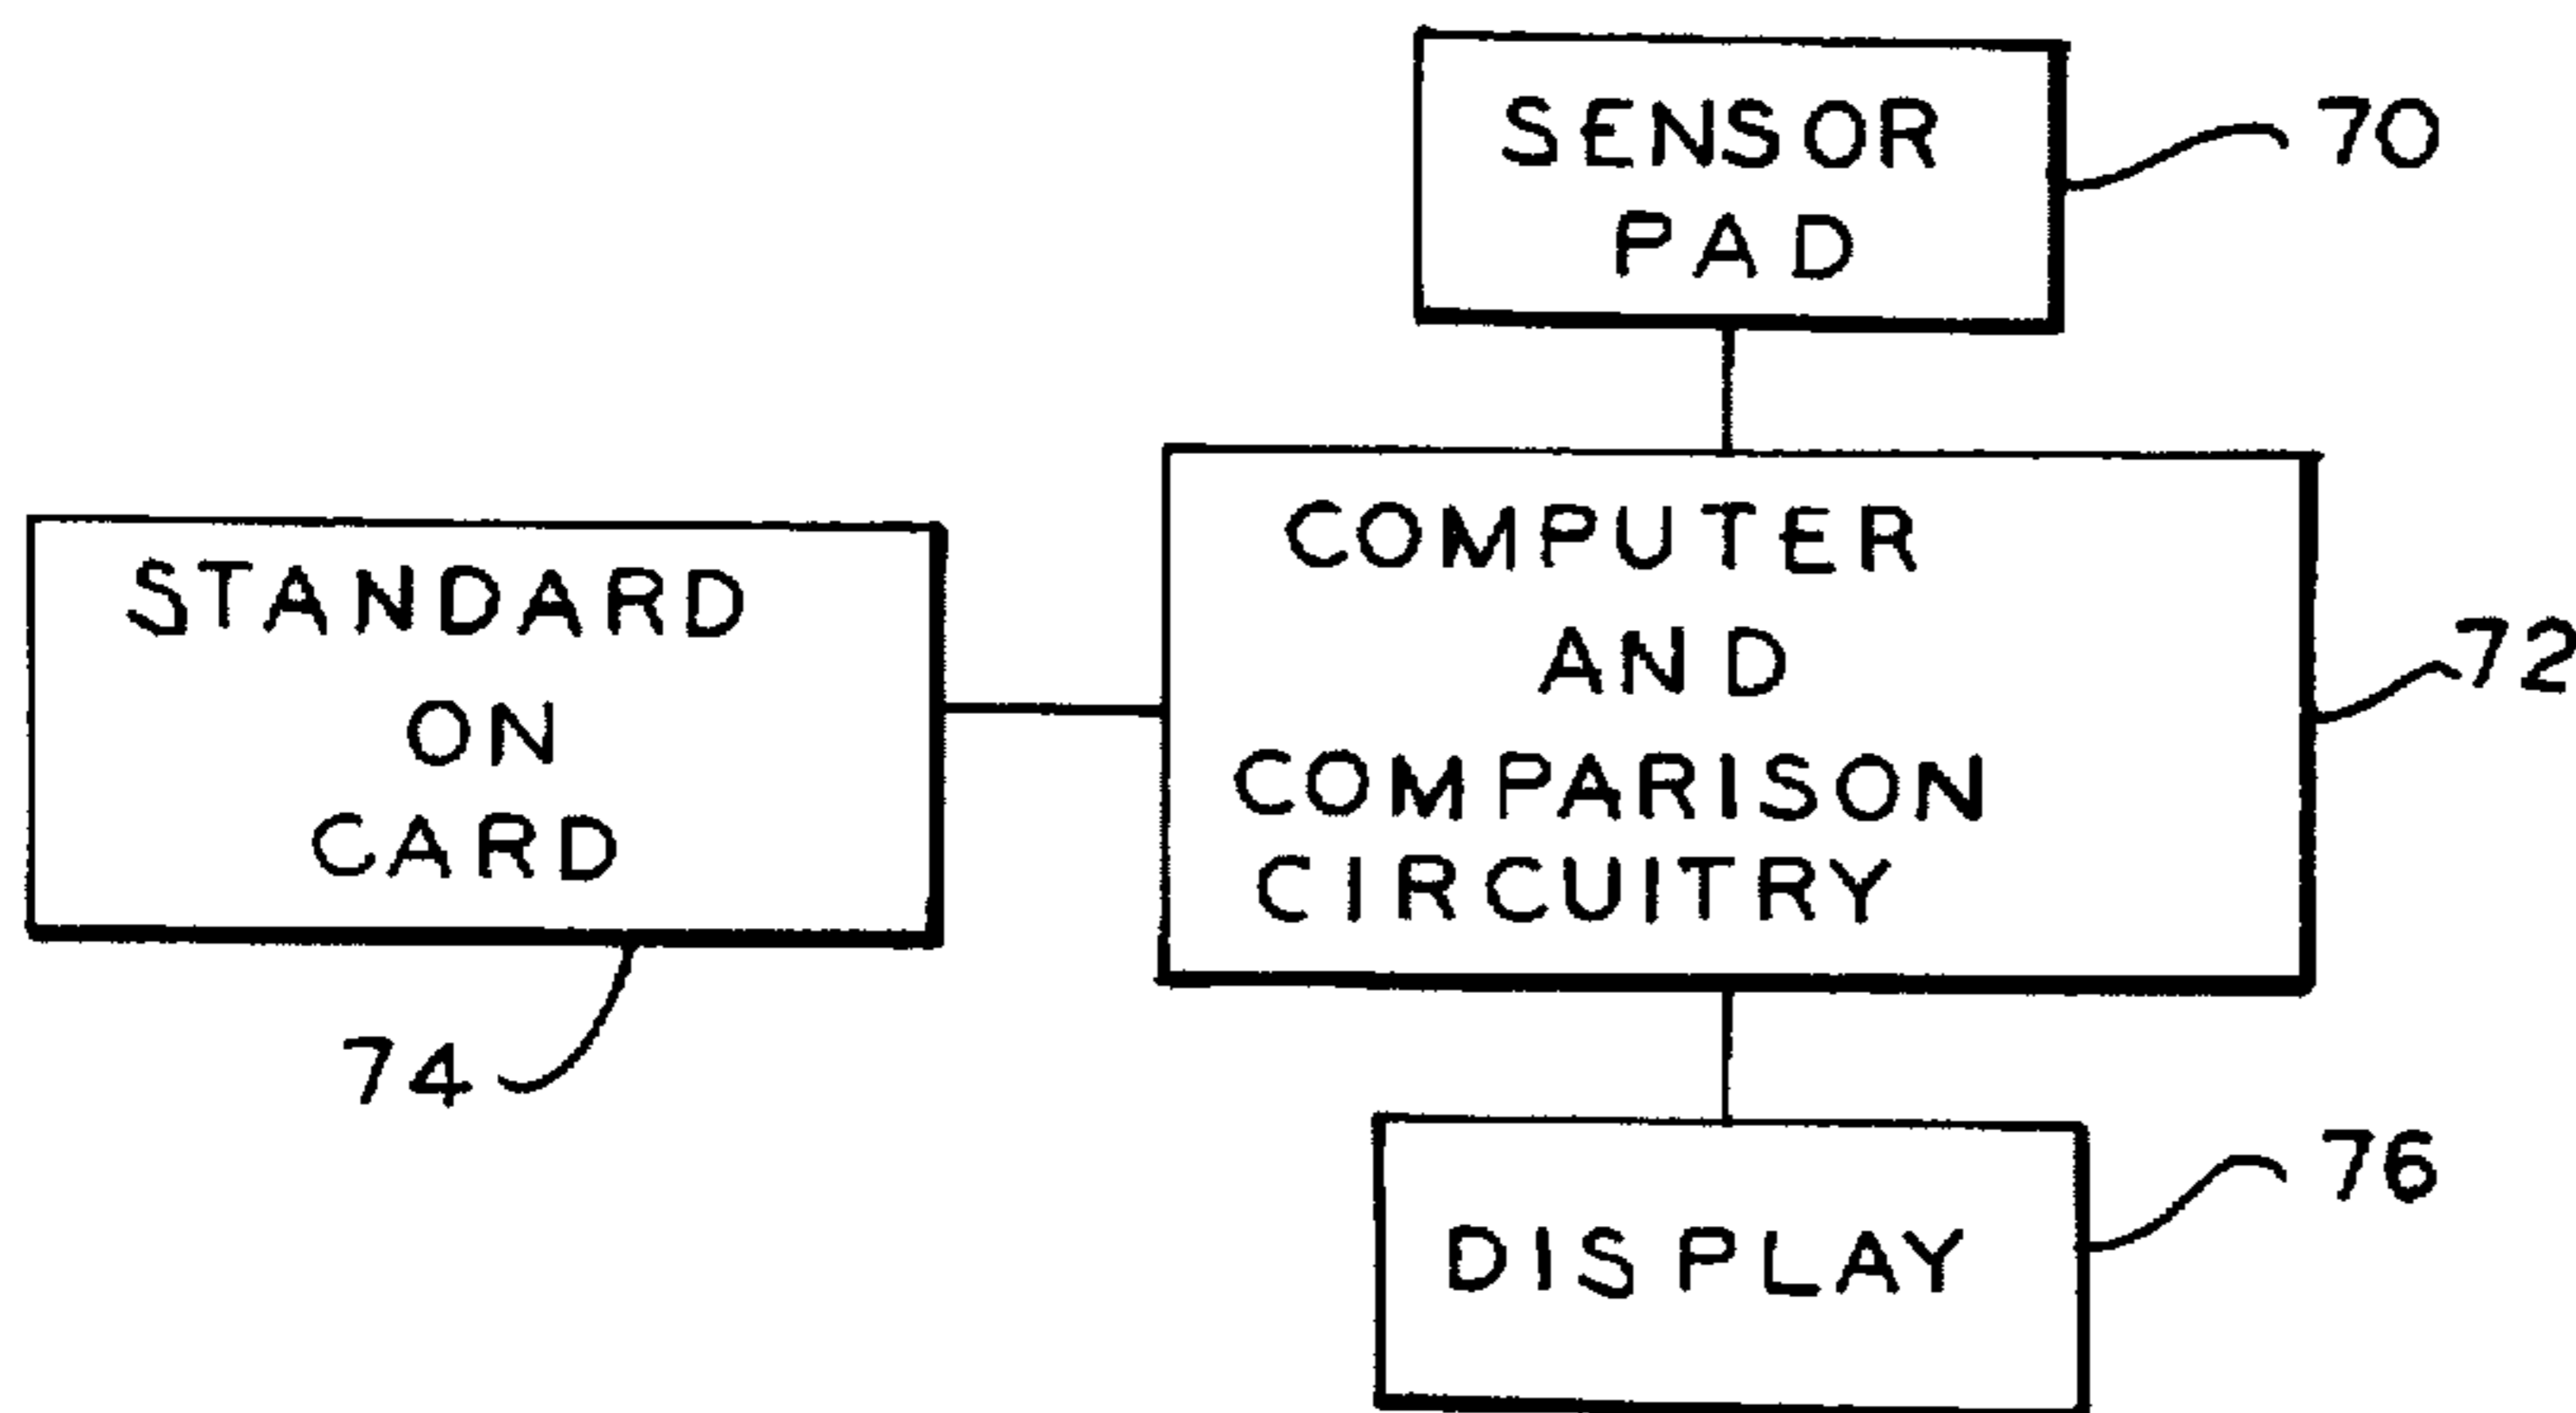 SENSOR
PAD
70
COMPUTER
AND
COMPARISON
CIRCUITRY
72
STANDARD
ON
CARD
74
DISPLAY
76